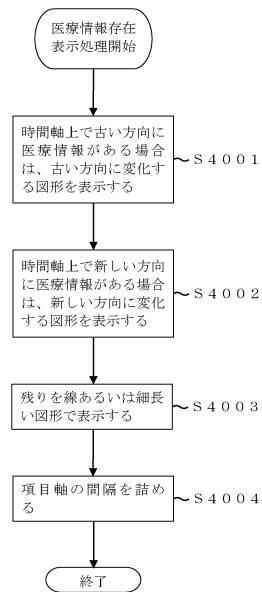 医療情報存在
表示処理開始
時間軸上で古い方向に
医療情報がある場合
は、古い方向に変化す
る図形を表示する
S4001
時間軸上で新しい方向
に医療情報がある場合
は、新しい方向に変化
する図形を表示する
S4002
残りを線あるいは細長
い図形で表示する
S4003
項目軸の間隔を詰め
る
S4004
終了